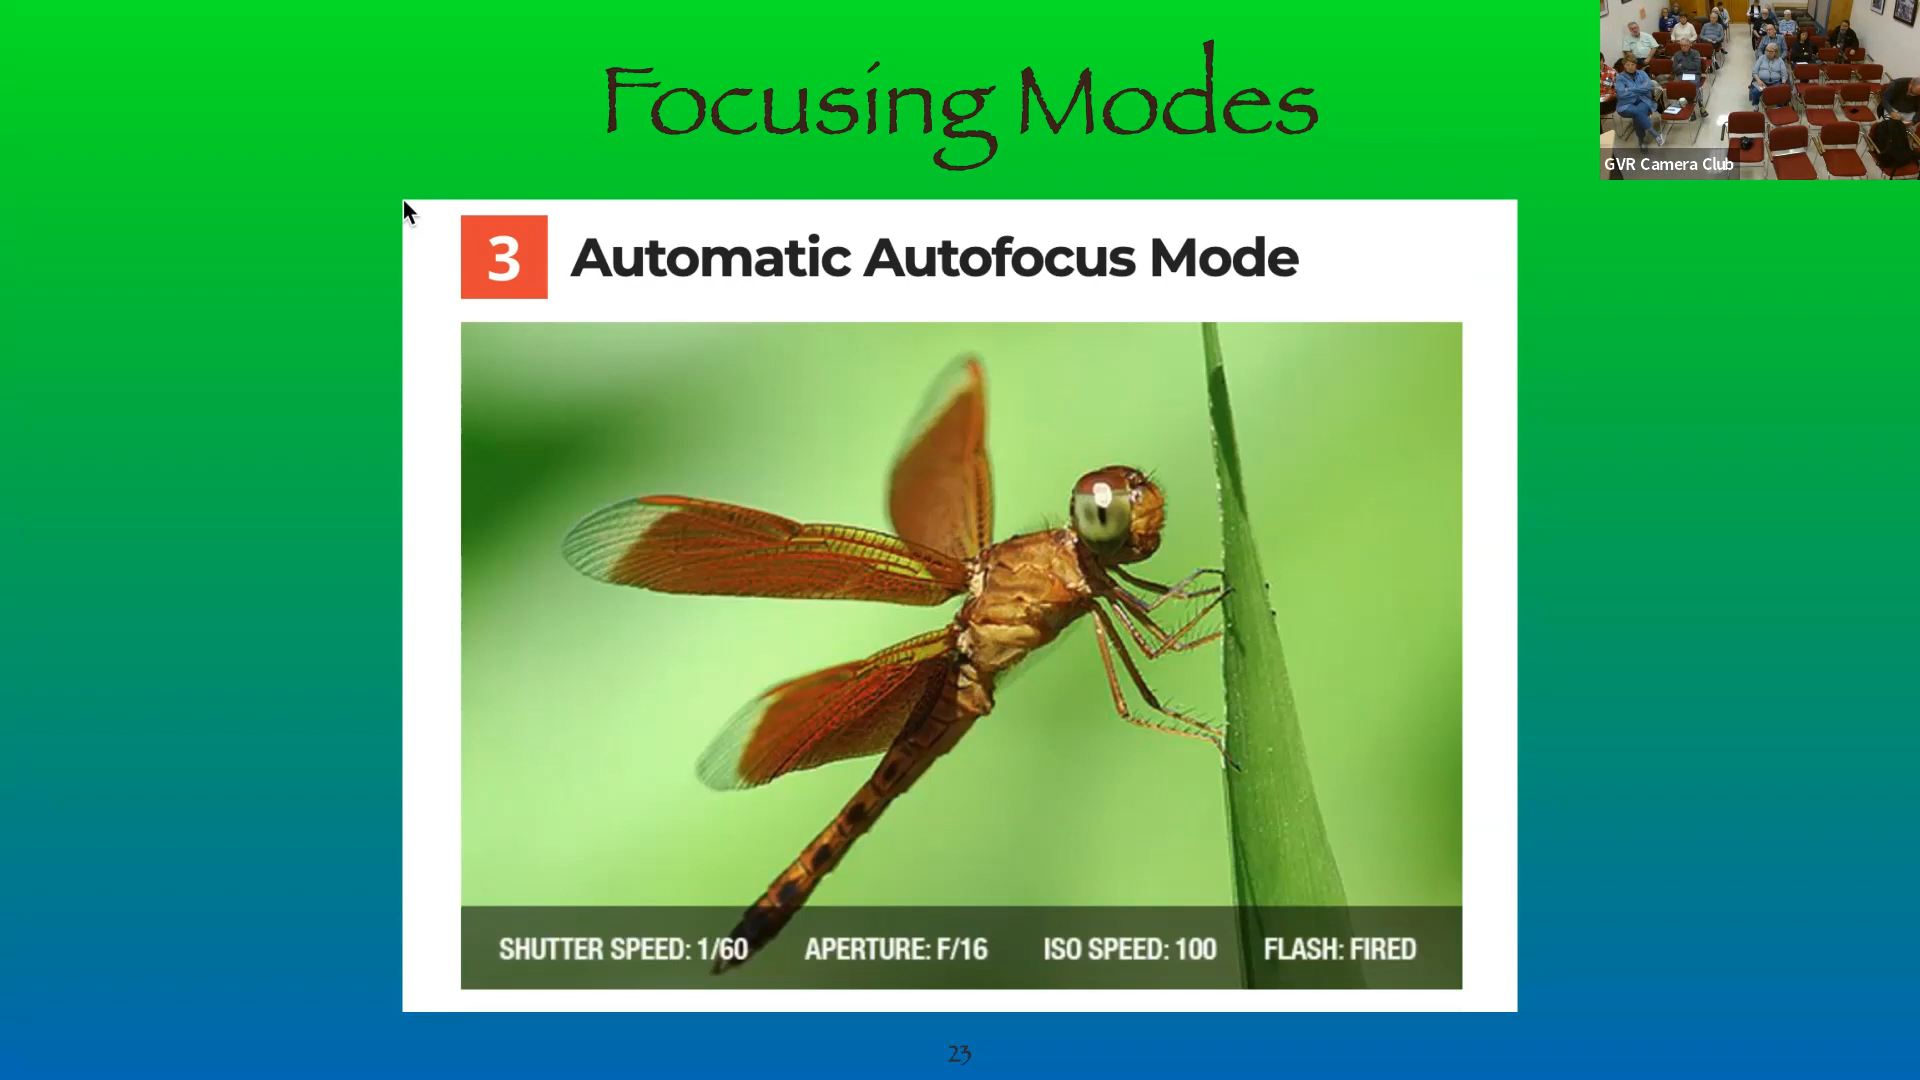 Focusing Modes
GVR Camera Club
3 Automatic Autofocus Mode
SHUTTER SPEED: 1/60 APERTURE: F/16 ISO SPEED: 100 FLASH: FIRED
23